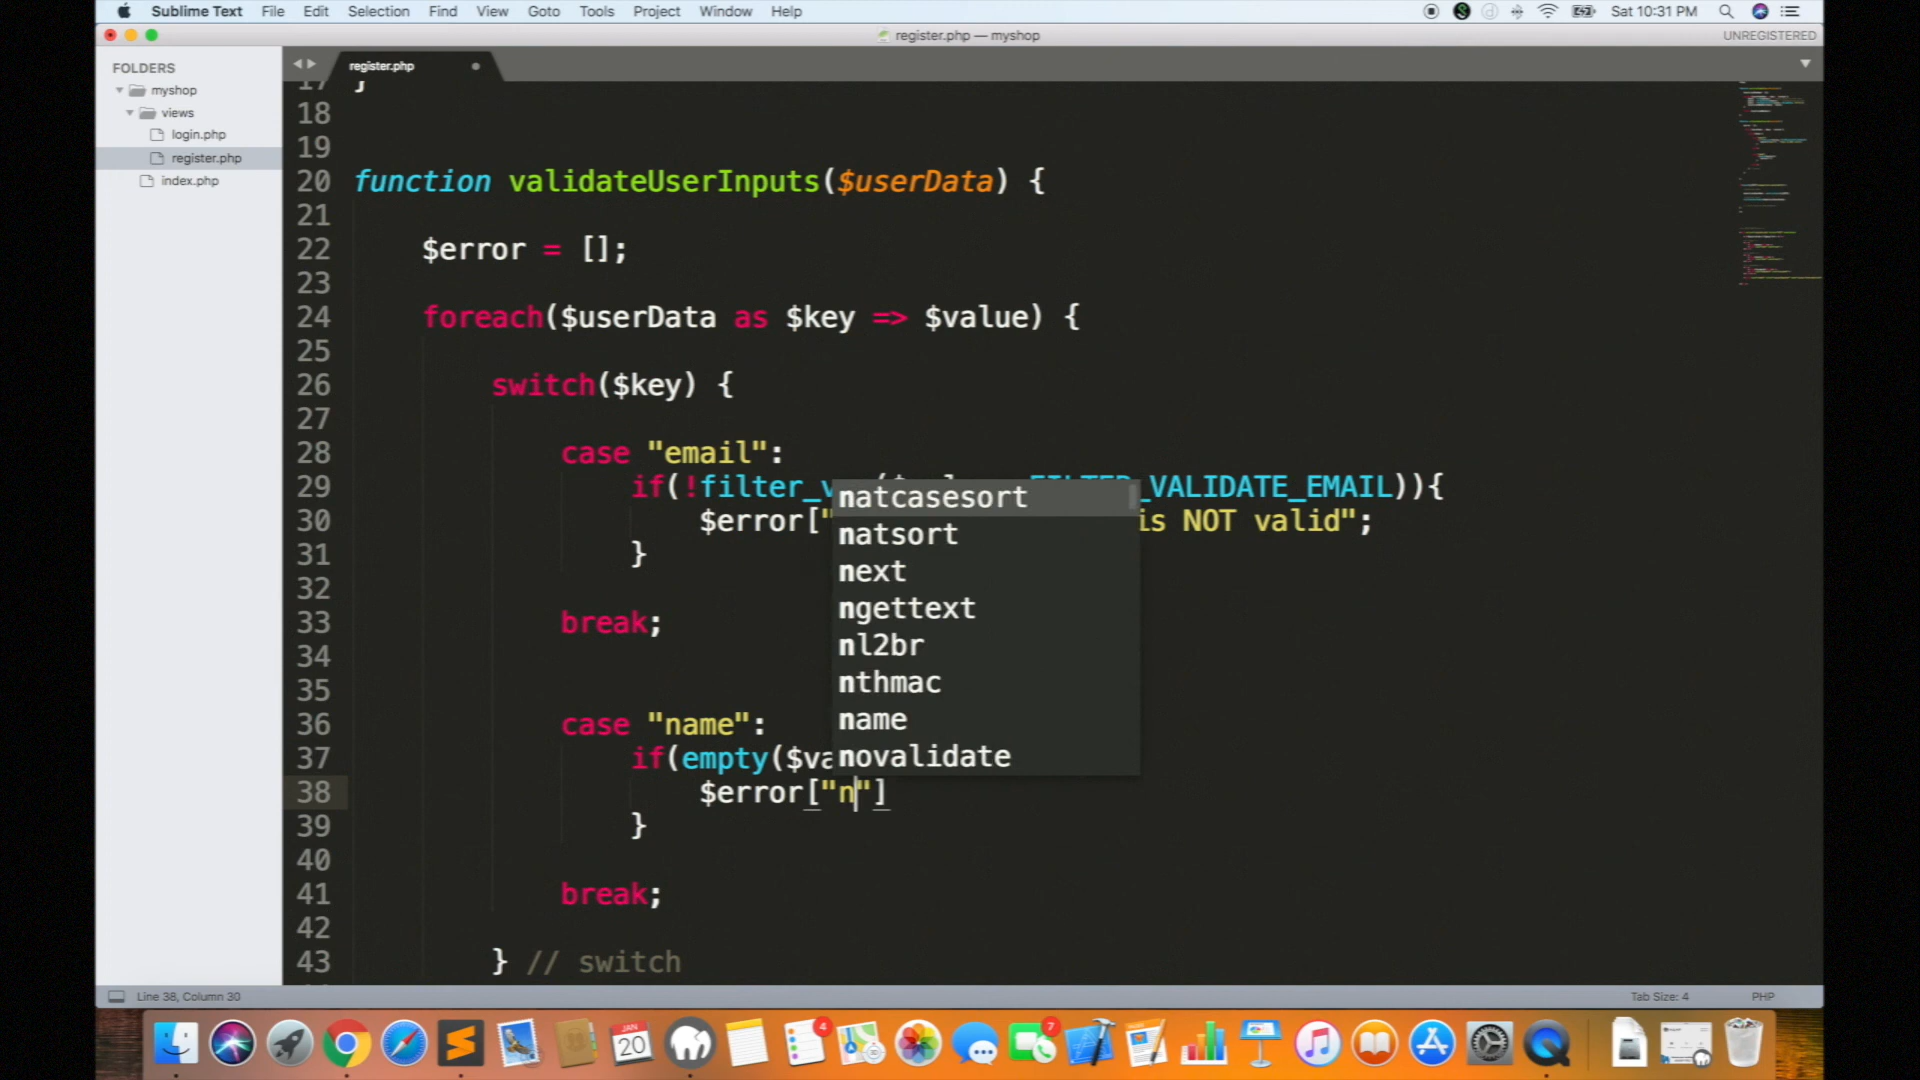 Sublime Text File Edit Selection Find View Goto Tools Project Window Help Sat 10:31 PM
register.php — myshop UNREGISTERED
FOLDERS
myshop
views
login.php
register.php
index.php
register.php
17 }
18
19
20 function validateUserInputs($userData) {
21
22 $error = [];
23
24 foreach($userData as $key => $value) {
25
26 switch($key) {
27
28 case "email":
29 if(!filter_v VALIDATE_EMAIL)){
30 $error[" is NOT valid";
31 }
32
33 break;
34
35
36 case "name":
37 if(empty($va
38 $error["n"]
39 }
40
41 break;
42
43 } // switch
natcasesort
natsort
next
ngettext
nl2br
nthmac
name
novalidate
Line 38, Column 30 Tab Size: 4 PHP
4
JAN
20
7